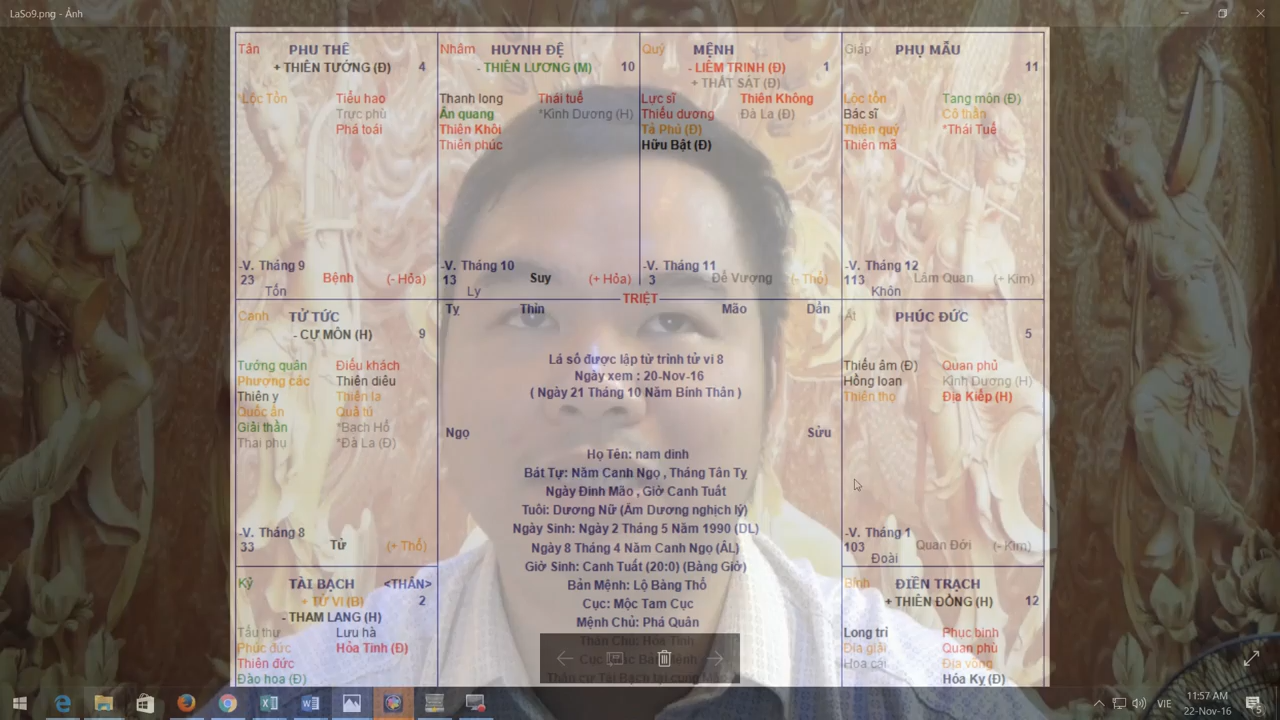 LaSo9.png - Ảnh
Tân PHU THÊ
+ THIÊN TƯỚNG (Đ) 4
Lộc Tồn Tiểu hao
Trực phù
Phá toái
-V. Tháng 9
23 Bệnh (- Hỏa)
Tốn
Nhâm HUYNH ĐỆ
- THIÊN LƯƠNG (M) 10
Thanh long Thái tuế
Ân quang *Kình Dương (H)
Thiên Khôi
Thiên phúc
-V. Tháng 10
13 Suy (+ Hỏa)
Ly
Quý MỆNH
- LIÊM TRINH (Đ) 1
+ THẤT SÁT (Đ)
Lực sĩ Thiên Không
Thiếu dương Đà La (Đ)
Tả Phù (Đ)
Hữu Bật (Đ)
-V. Tháng 11
3 Đế Vượng (- Thổ)
Giáp PHỤ MẪU
11
Lộc tồn Tang môn (Đ)
Bác sĩ Cô thần
Thiên quý *Thái Tuế
Thiên mã
-V. Tháng 12
113 Lâm Quan (+ Kim)
Khôn
TRIỆT
Canh TỬ TỨC
- CỰ MÔN (H) 9
Tướng quân Điếu khách
Phượng các Thiên diêu
Thiên y Thiên la
Quốc ấn Quả tú
Giải thần *Bạch Hổ
Thai phụ *Đà La (Đ)
-V. Tháng 8
33 Tử (+ Thổ)
Tỵ Thìn Mão Dần
Lá số được lập từ trình tử vi 8
Ngày xem : 20-Nov-16
( Ngày 21 Tháng 10 Năm Bính Thân )
Ngọ Sửu
Họ Tên: nam dinh
Bát Tự: Năm Canh Ngọ , Tháng Tân Tỵ
Ngày Đinh Mão , Giờ Canh Tuất
Tuổi: Dương Nữ (Âm Dương nghịch lý)
Ngày Sinh: Ngày 2 Tháng 5 Năm 1990 (DL)
Ngày 8 Tháng 4 Năm Canh Ngọ (ÂL)
Giờ Sinh: Canh Tuất (20:0) (Bảng Giờ)
Bản Mệnh: Lộ Bàng Thổ
Cục: Mộc Tam Cục
Mệnh Chủ: Phá Quân
Thân Chủ: Hỏa Tinh
Ất PHÚC ĐỨC
5
Thiếu âm (Đ) Quan phủ
Hồng loan Kình Dương (H)
Thiên thọ Địa Kiếp (H)
-V. Tháng 1
103 Quan Đới (- Kim)
Đoài
Kỷ TÀI BẠCH <THÂN>
+ TỬ VI (B) 2
- THAM LANG (H)
Tấu thư Lưu hà
Phúc đức Hỏa Tinh (Đ)
Thiên đức
Đào hoa (Đ)
Bính ĐIỀN TRẠCH
+ THIÊN ĐỒNG (H) 12
Long trì Phục binh
Địa giải Quan phù
Hoa cái Địa võng
Hóa Kỵ (Đ)
VIE
11:57 AM
22-Nov-16
5